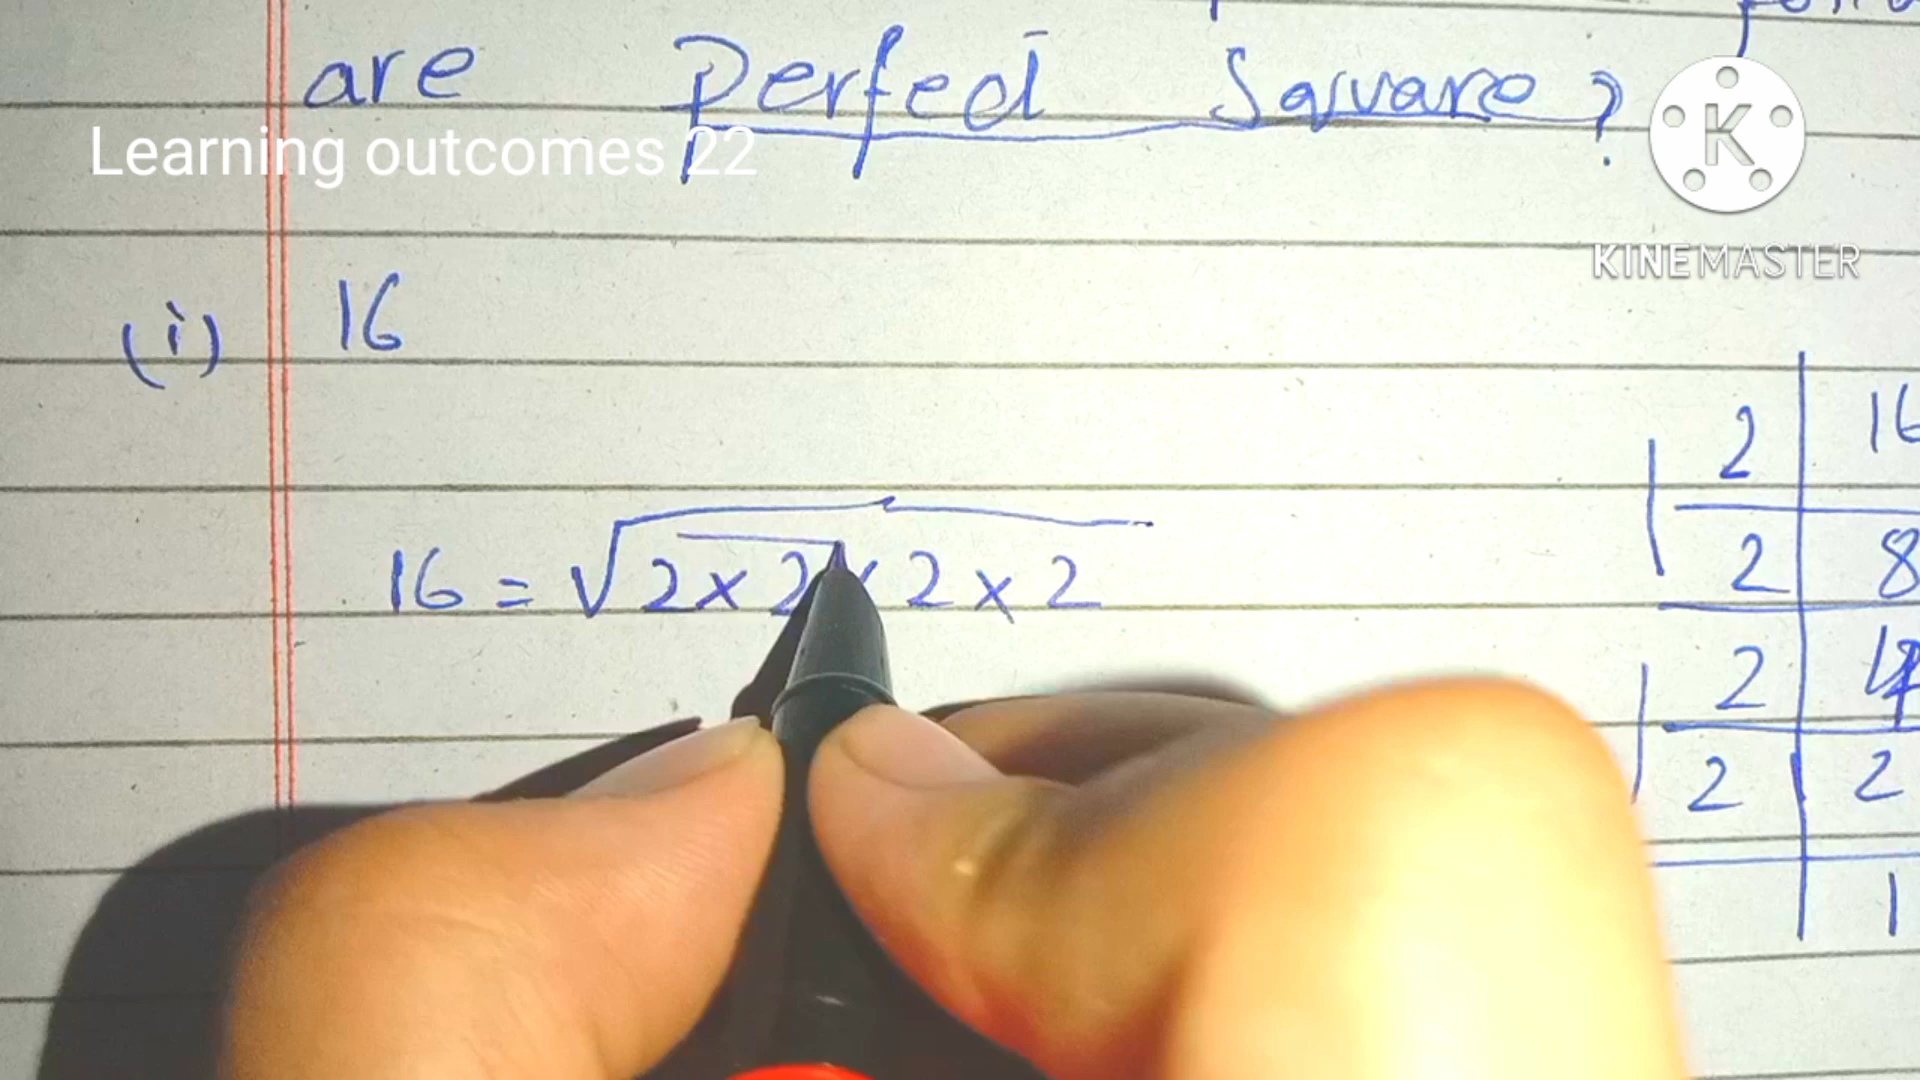 are Perfect Square?
Learning outcomes 22
K
KINEMASTER
(i) 16
16 = √2 × 2 × 2 × 2
2 | 16
2 | 8
2 | 4
2 | 2
1